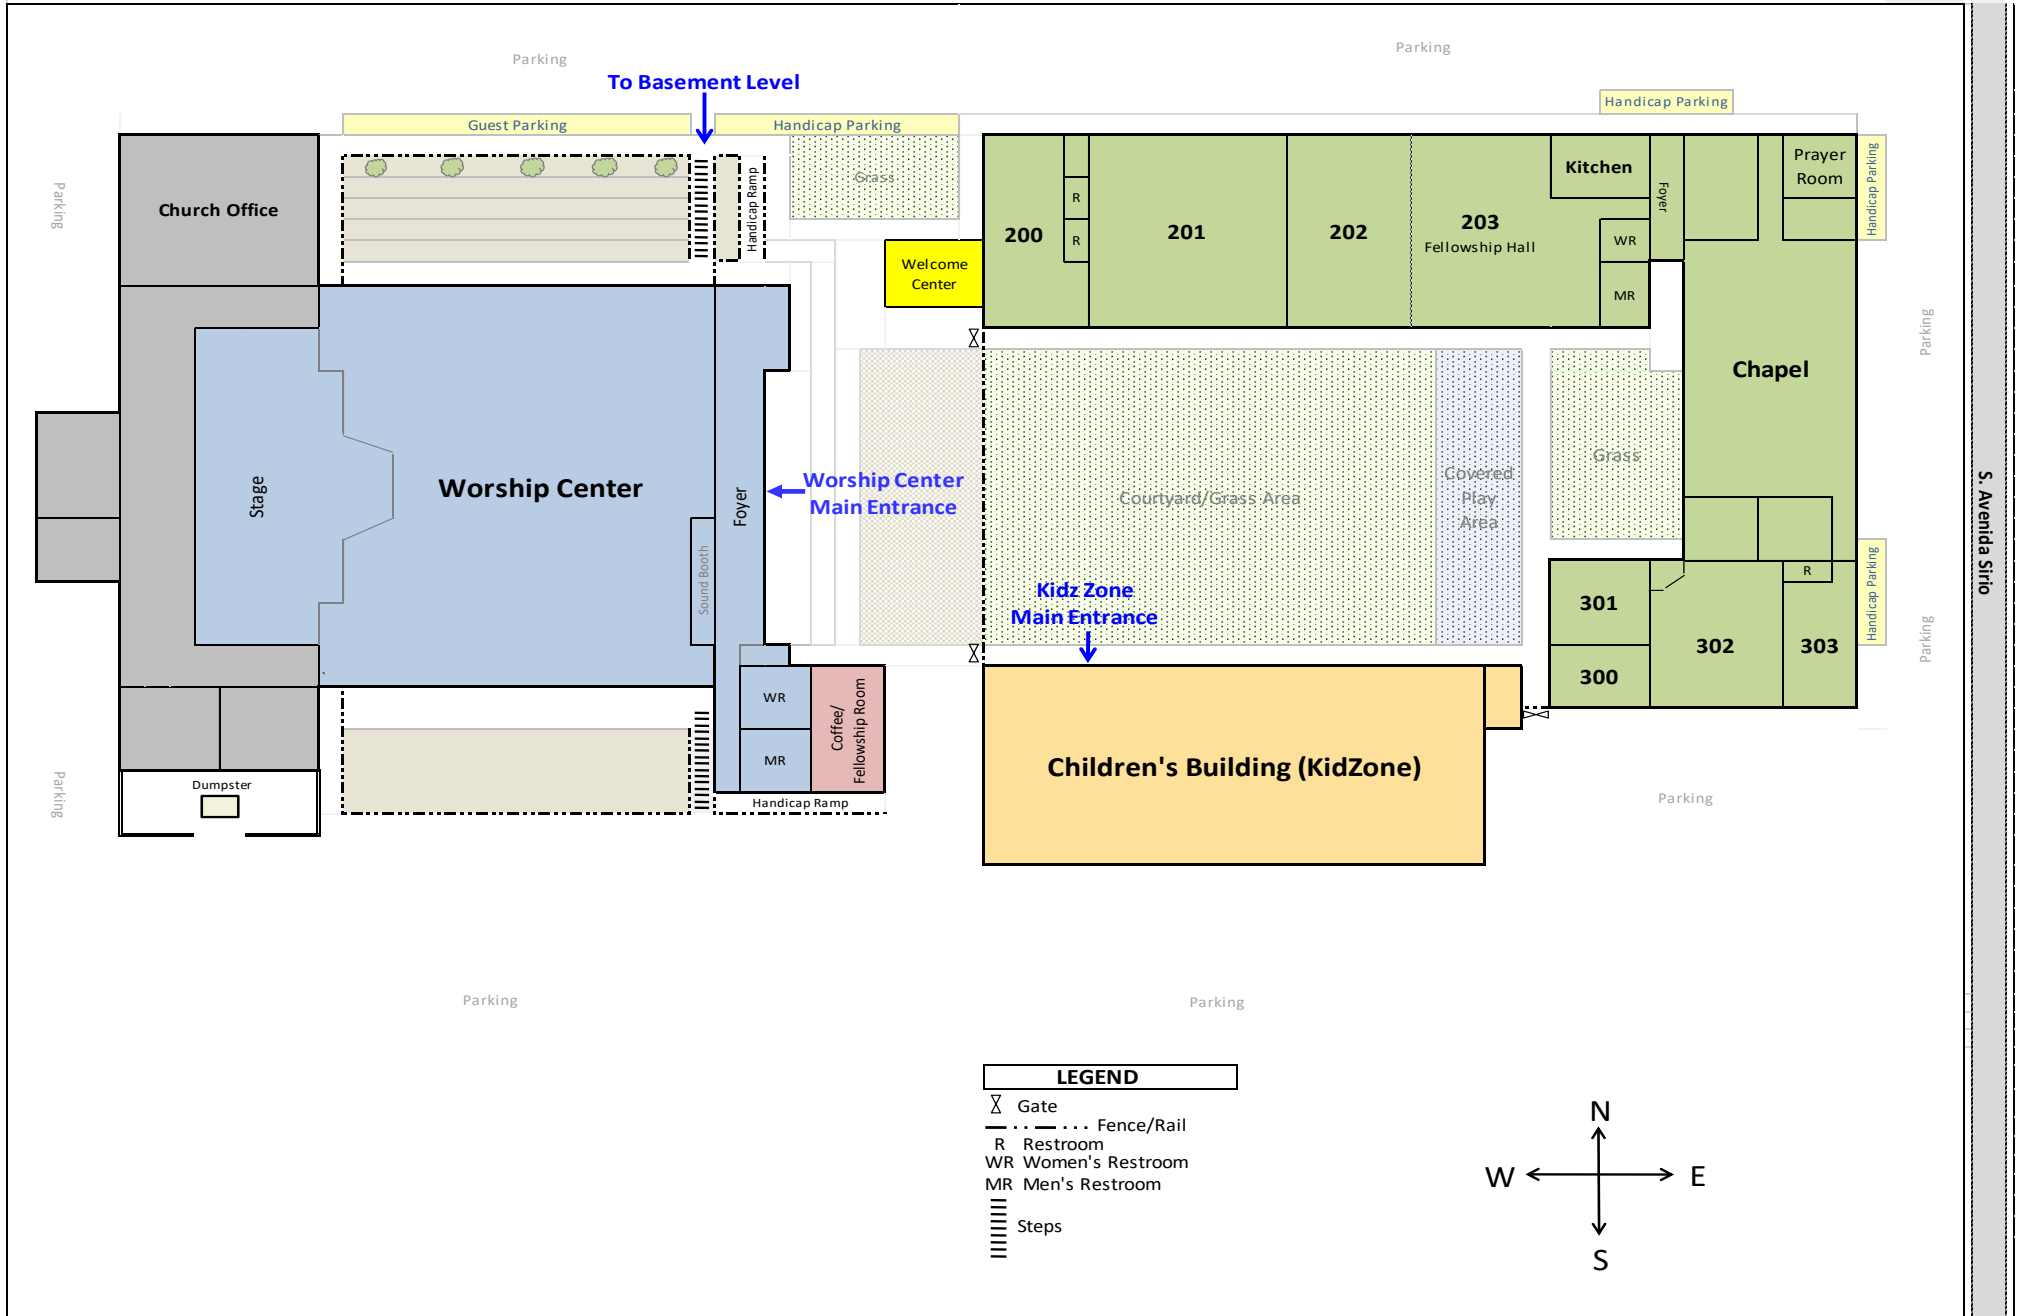 Parking
Parking
To Basement Level
Handicap Parking
Guest Parking
Handicap Parking
Parking
Church Office
Handicap Ramp
Grass
Welcome
Center
200
R
R
201
202
203
Fellowship Hall
Kitchen
Foyer
WR
MR
Prayer
Room
Handicap Parking
Parking
Chapel
Stage
Worship Center
Sound Booth
Foyer
Worship Center
Main Entrance
Courtyard/Grass Area
Covered
Play
Area
Grass
S. Avenida Sirio
Kidz Zone
Main Entrance
301
300
302
R
303
Handicap Parking
Parking
WR
MR
Coffee/
Fellowship Room
Handicap Ramp
Children's Building (KidZone)
Parking
Parking
Dumpster
Parking
Parking
LEGEND
Gate
Fence/Rail
R Restroom
WR Women's Restroom
MR Men's Restroom
Steps
N
W E
S